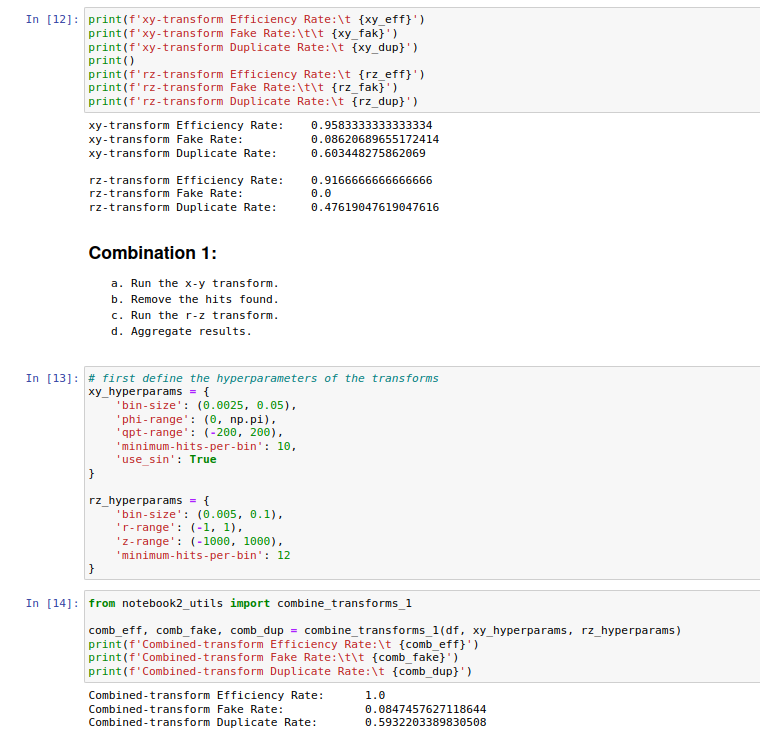 In [12]: print(f'xy-transform Efficiency Rate:\t {xy_eff}')
print(f'xy-transform Fake Rate:\t\t {xy_fak}')
print(f'xy-transform Duplicate Rate:\t {xy_dup}')
print()
print(f'rz-transform Efficiency Rate:\t {rz_eff}')
print(f'rz-transform Fake Rate:\t\t {rz_fak}')
print(f'rz-transform Duplicate Rate:\t {rz_dup}')
xy-transform Efficiency Rate: 0.9583333333333334
xy-transform Fake Rate: 0.08620689655172414
xy-transform Duplicate Rate: 0.603448275862069
rz-transform Efficiency Rate: 0.9166666666666666
rz-transform Fake Rate: 0.0
rz-transform Duplicate Rate: 0.47619047619047616
Combination 1:
a. Run the x-y transform.
b. Remove the hits found.
c. Run the r-z transform.
d. Aggregate results.
In [13]: # first define the hyperparameters of the transforms
xy_hyperparams = {
'bin-size': (0.0025, 0.05),
'phi-range': (0, np.pi),
'qpt-range': (-200, 200),
'minimum-hits-per-bin': 10,
'use_sin': True
}
rz_hyperparams = {
'bin-size': (0.005, 0.1),
'r-range': (-1, 1),
'z-range': (-1000, 1000),
'minimum-hits-per-bin': 12
}
In [14]: from notebook2_utils import combine_transforms_1
comb_eff, comb_fake, comb_dup = combine_transforms_1(df, xy_hyperparams, rz_hyperparams)
print(f'Combined-transform Efficiency Rate:\t {comb_eff}')
print(f'Combined-transform Fake Rate:\t\t {comb_fake}')
print(f'Combined-transform Duplicate Rate:\t {comb_dup}')
Combined-transform Efficiency Rate: 1.0
Combined-transform Fake Rate: 0.0847457627118644
Combined-transform Duplicate Rate: 0.5932203389830508